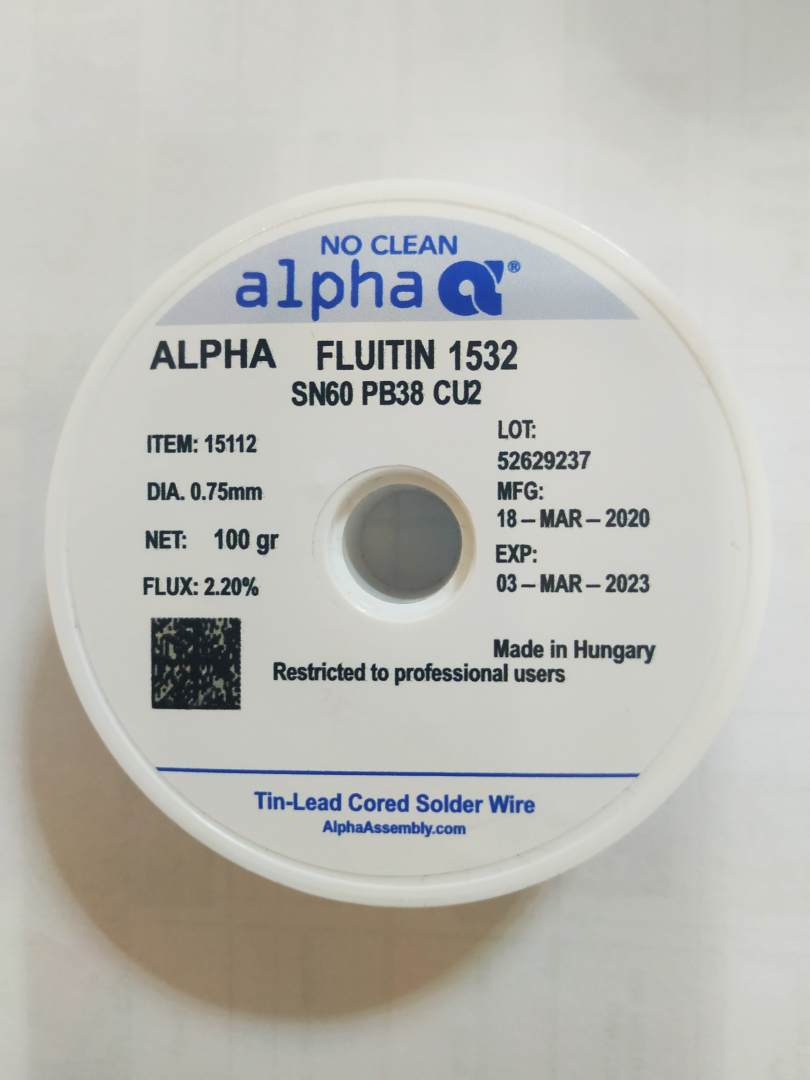 NO CLEAN
alpha a®
ALPHA FLUITIN 1532
SN60 PB38 CU2
ITEM: 15112
DIA. 0.75mm
NET: 100 gr
FLUX: 2.20%
LOT:
52629237
MFG:
18 – MAR – 2020
EXP:
03 – MAR – 2023
Made in Hungary
Restricted to professional users
Tin-Lead Cored Solder Wire
AlphaAssembly.com